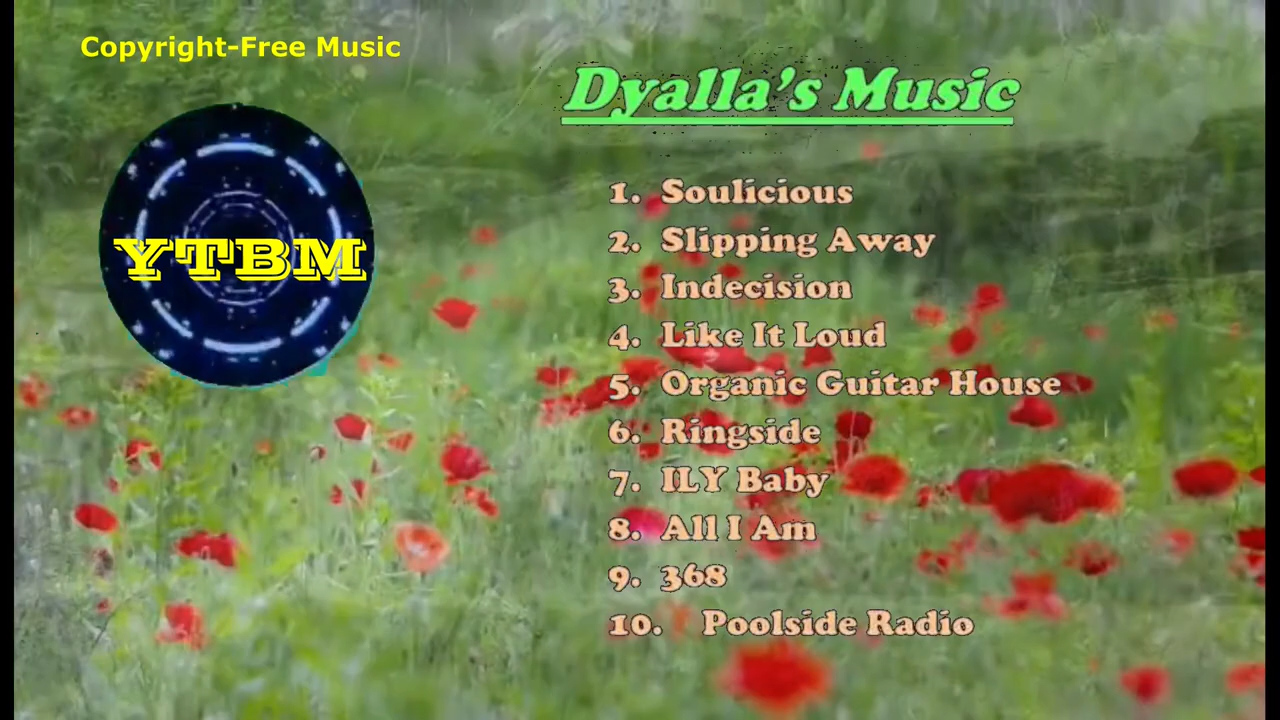 Copyright-Free Music
Dyalla's Music
YTBM
1. Soulicious
2. Slipping Away
3. Indecision
4. Like It Loud
5. Organic Guitar House
6. Ringside
7. ILY Baby
8. All I Am
9. 368
10. Poolside Radio